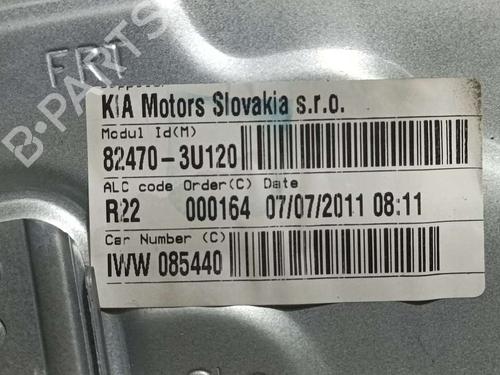 FRT
KIA Motors Slovakia s.r.o.
Modul Id(M)
82470-3U120
ALC code Order(C) Date
R22 000164 07/07/2011 08:11
Car Number (C)
IWW 085440
B-PARTS